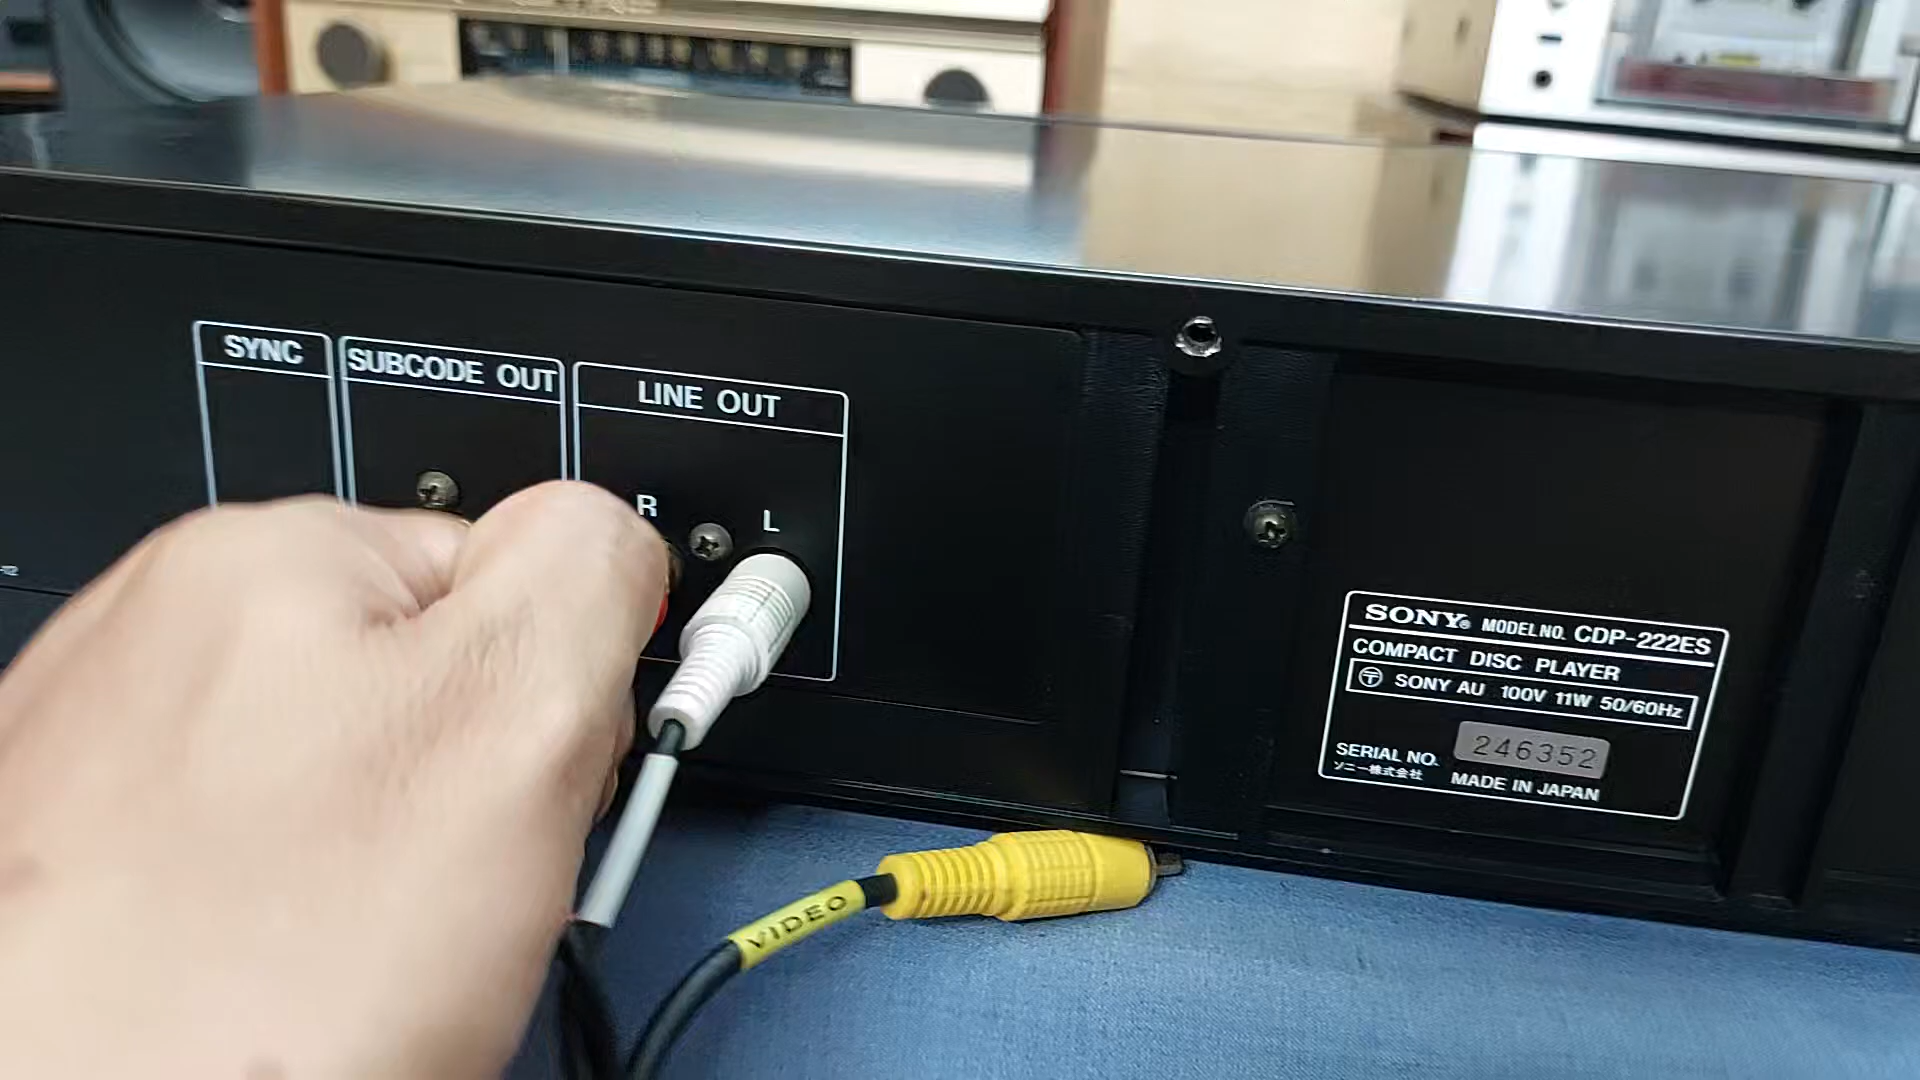 SYNC
SUBCODE OUT
LINE OUT
R
L
-12
SONY® MODEL NO. CDP-222ES
COMPACT DISC PLAYER
〒 SONY AU 100V 11W 50/60Hz
SERIAL NO. 246352
ソニー株式会社 MADE IN JAPAN
VIDEO